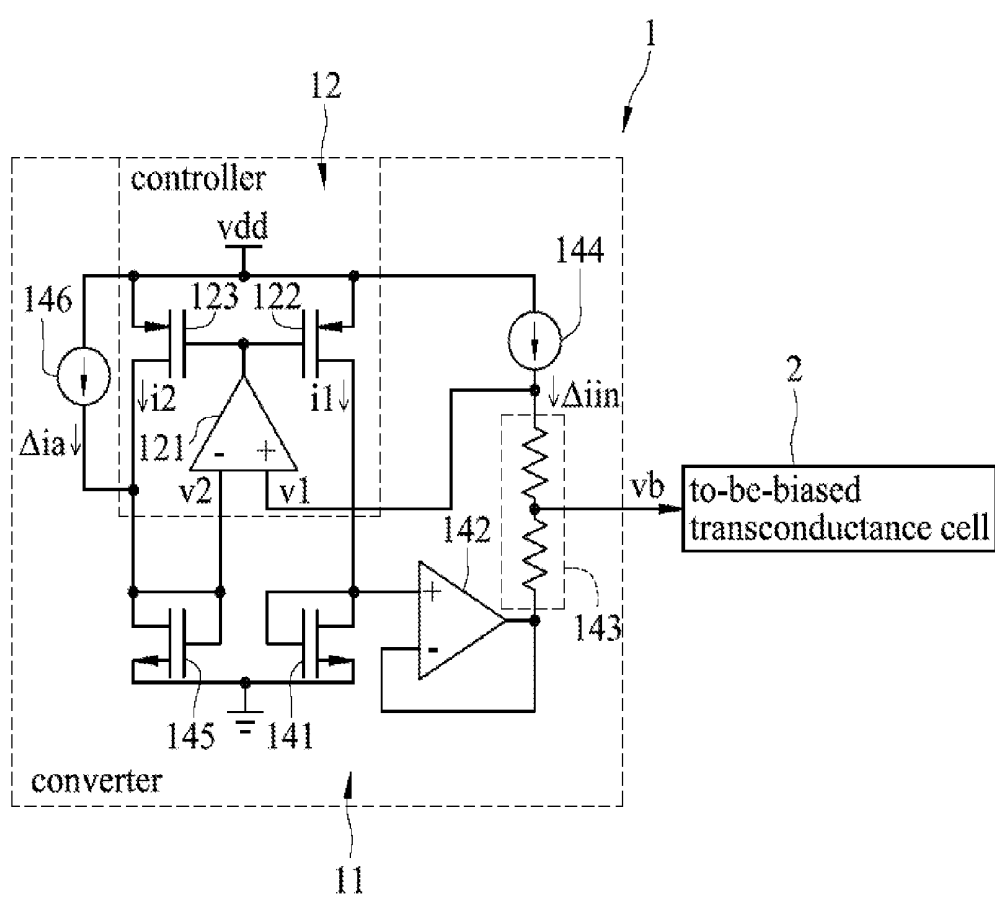 1
12
controller
vdd
144
146
123
122
i2
i1
Δiin
2
Δia
121
-
+
v2
v1
142
vb
to-be-biased
transconductance cell
+
-
143
145
141
converter
11